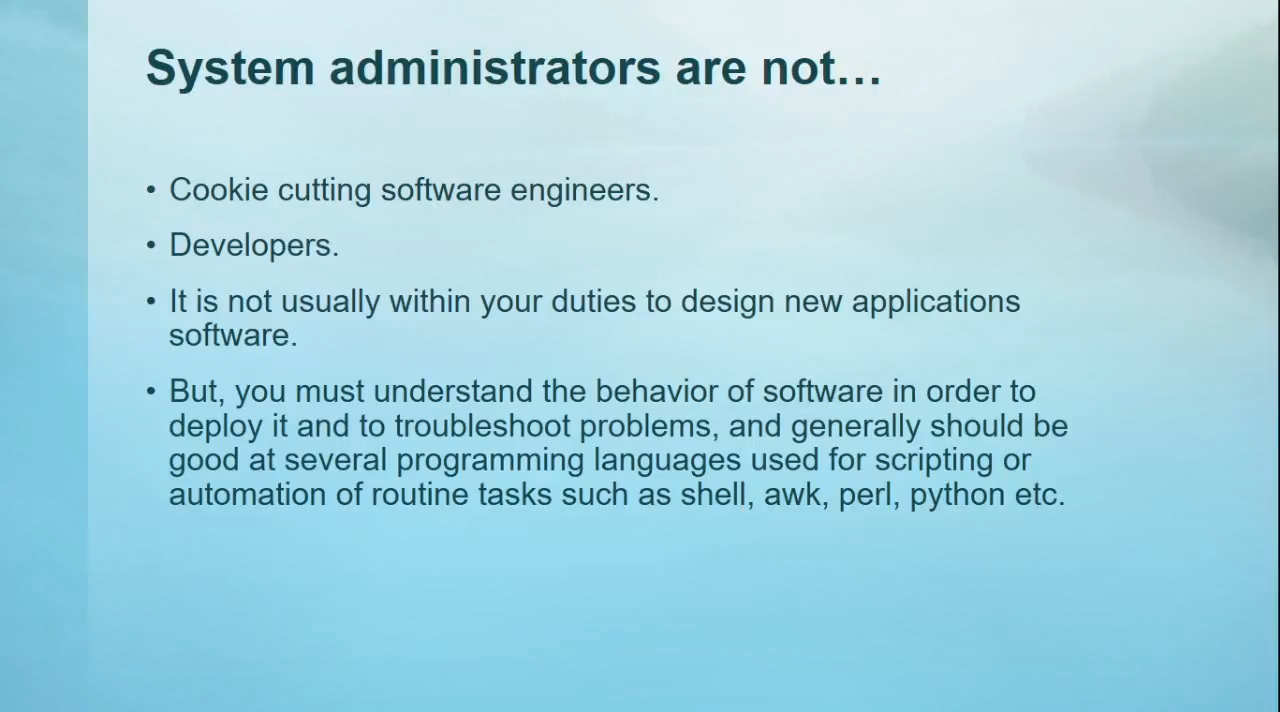 System administrators are not…
• Cookie cutting software engineers.
• Developers.
• It is not usually within your duties to design new applications
software.
• But, you must understand the behavior of software in order to
deploy it and to troubleshoot problems, and generally should be
good at several programming languages used for scripting or
automation of routine tasks such as shell, awk, perl, python etc.